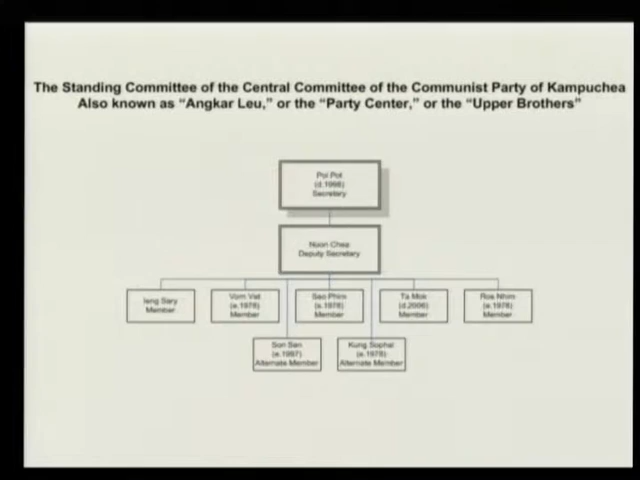 The Standing Committee of the Central Committee of the Communist Party of Kampuchea
Also known as “Angkar Leu,” or the “Party Center,” or the “Upper Brothers”
Pol Pot
(d.1998)
Secretary
Nuon Chea
Deputy Secretary
Ieng Sary
Member
Vorn Vet
(e.1978)
Member
Sao Phim
(s.1978)
Member
Ta Mok
(d.2006)
Member
Ros Nhim
(e.1978)
Member
Son Sen
(e.1997)
Alternate Member
Kung Sophal
(e.1978)
Alternate Member